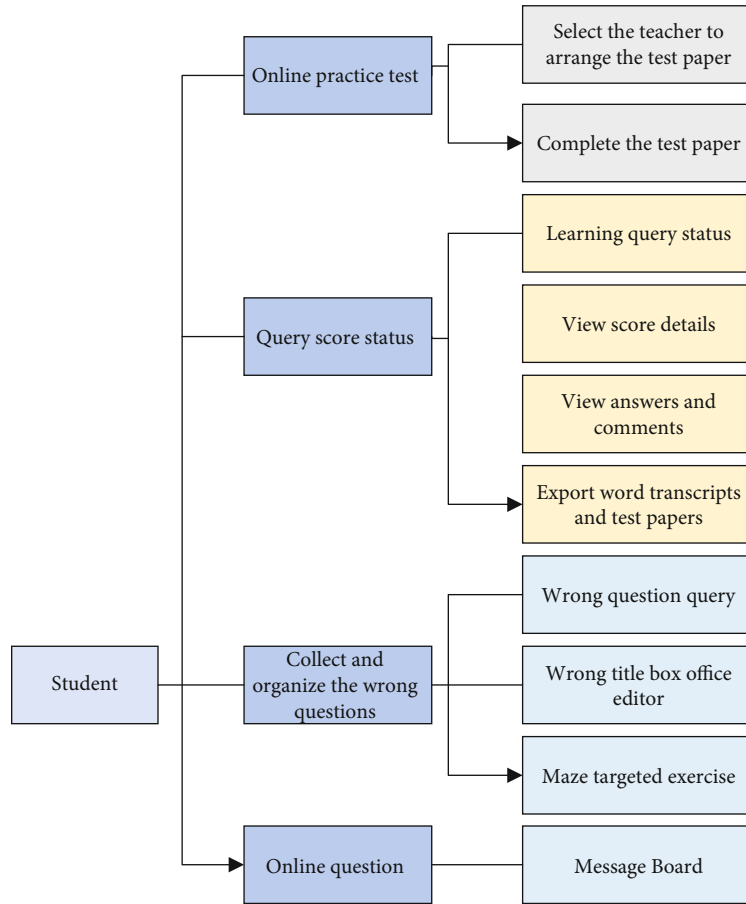 Select the teacher to
arrange the test paper
Online practice test
Complete the test paper
Learning query status
View score details
Query score status
View answers and
comments
Export word transcripts
and test papers
Wrong question query
Student
Collect and
organize the wrong
questions
Wrong title box office
editor
Maze targeted exercise
Online question
Message Board